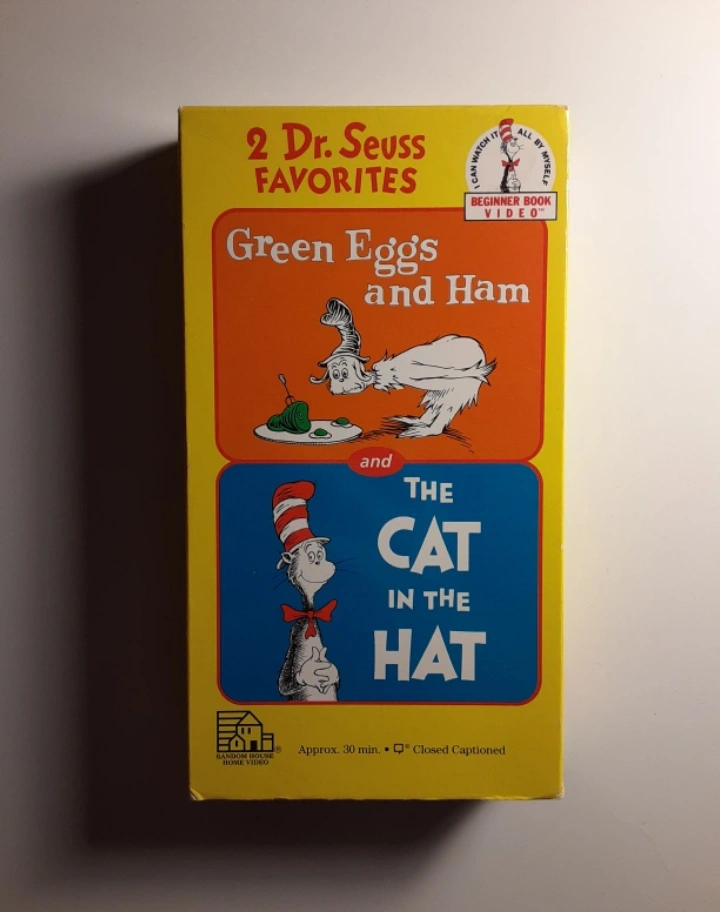 2 Dr. Seuss
FAVORITES
I CAN WATCH IT ALL BY MYSELF
BEGINNER BOOK
VIDEO™
Green Eggs
and Ham
and
THE
CAT
IN THE
HAT
RANDOM HOUSE
HOME VIDEO
®
Approx. 30 min. • ® Closed Captioned